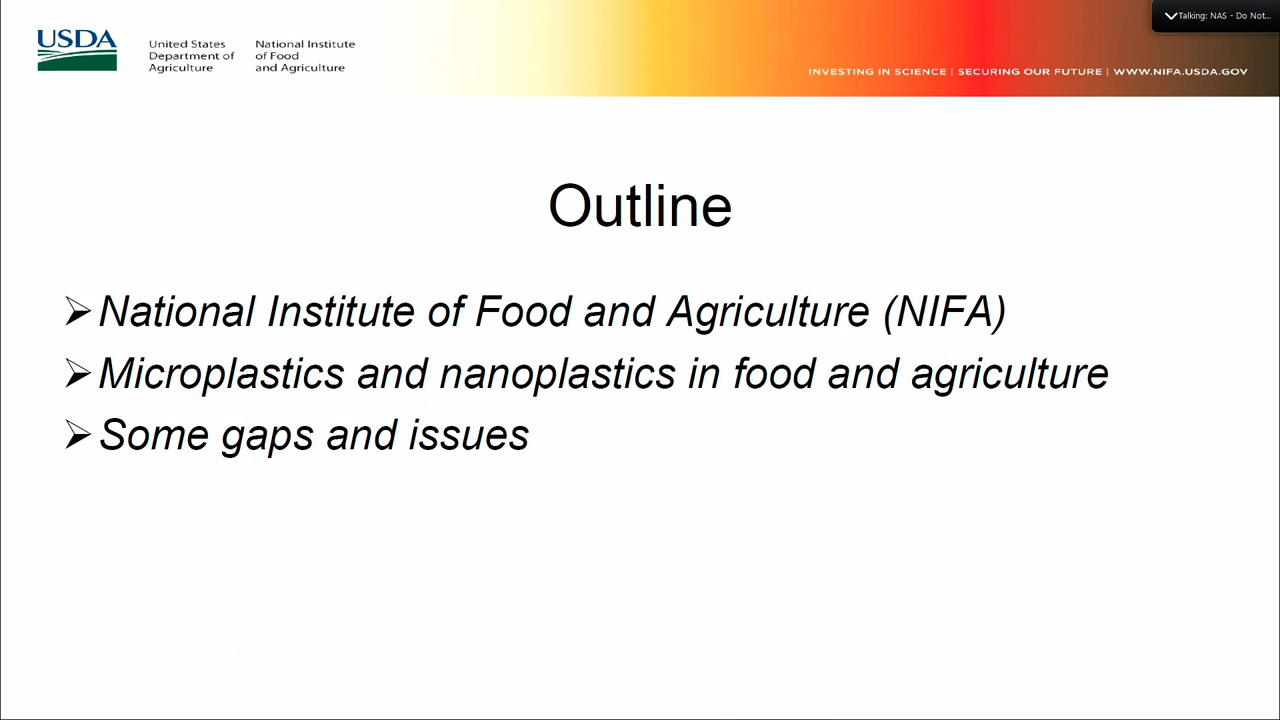 Talking: NAS - Do Not...
USDA
United States
Department of
Agriculture
National Institute
of Food
and Agriculture
INVESTING IN SCIENCE | SECURING OUR FUTURE | WWW.NIFA.USDA.GOV
Outline
➢ National Institute of Food and Agriculture (NIFA)
➢ Microplastics and nanoplastics in food and agriculture
➢ Some gaps and issues